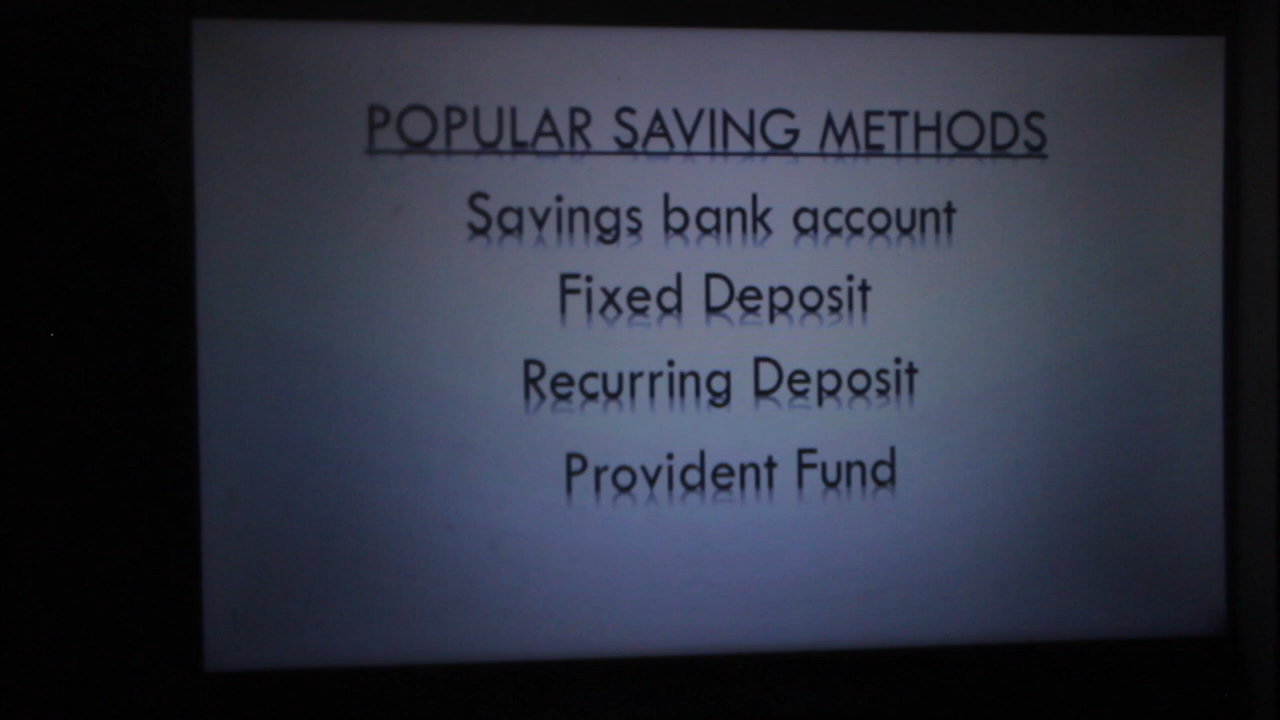 POPULAR SAVING METHODS
Savings bank account
Fixed Deposit
Recurring Deposit
Provident Fund